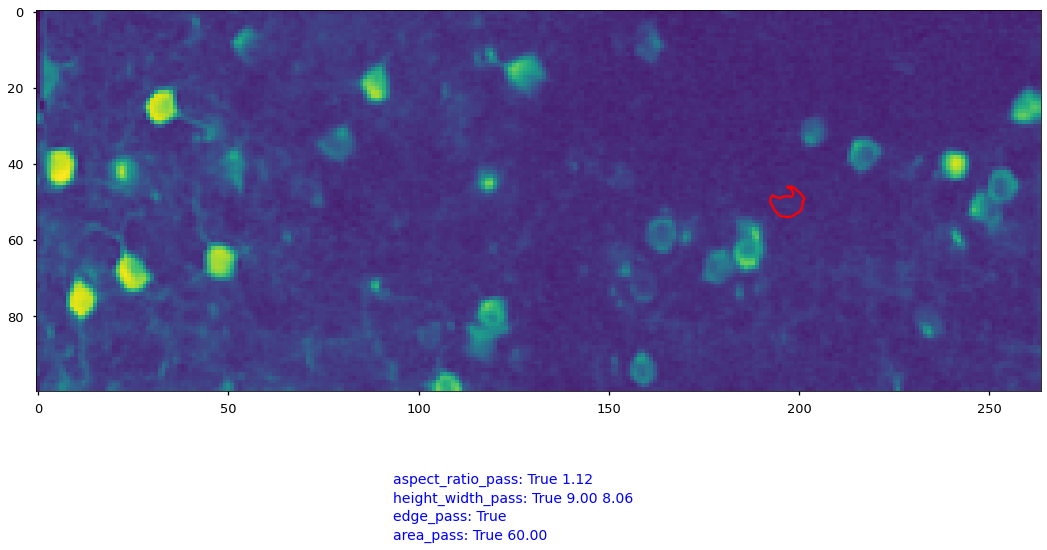 0
20
40
60
80
0 50 100 150 200 250
aspect_ratio_pass: True 1.12
height_width_pass: True 9.00 8.06
edge_pass: True
area_pass: True 60.00